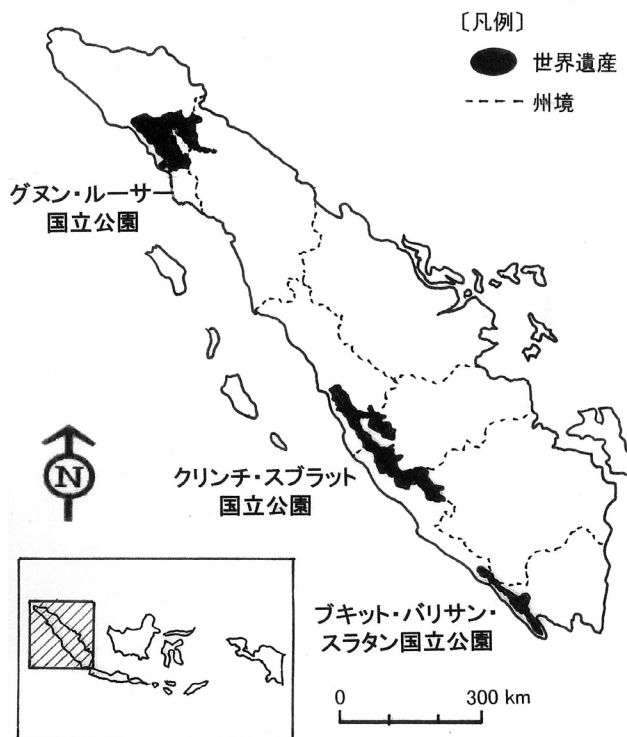 〔凡例〕
世界遺産
州境
グヌン・ルーサー
国立公園
クリンチ・スブラット
国立公園
N
ブキット・バリサン・
スラタン国立公園
0 300 km